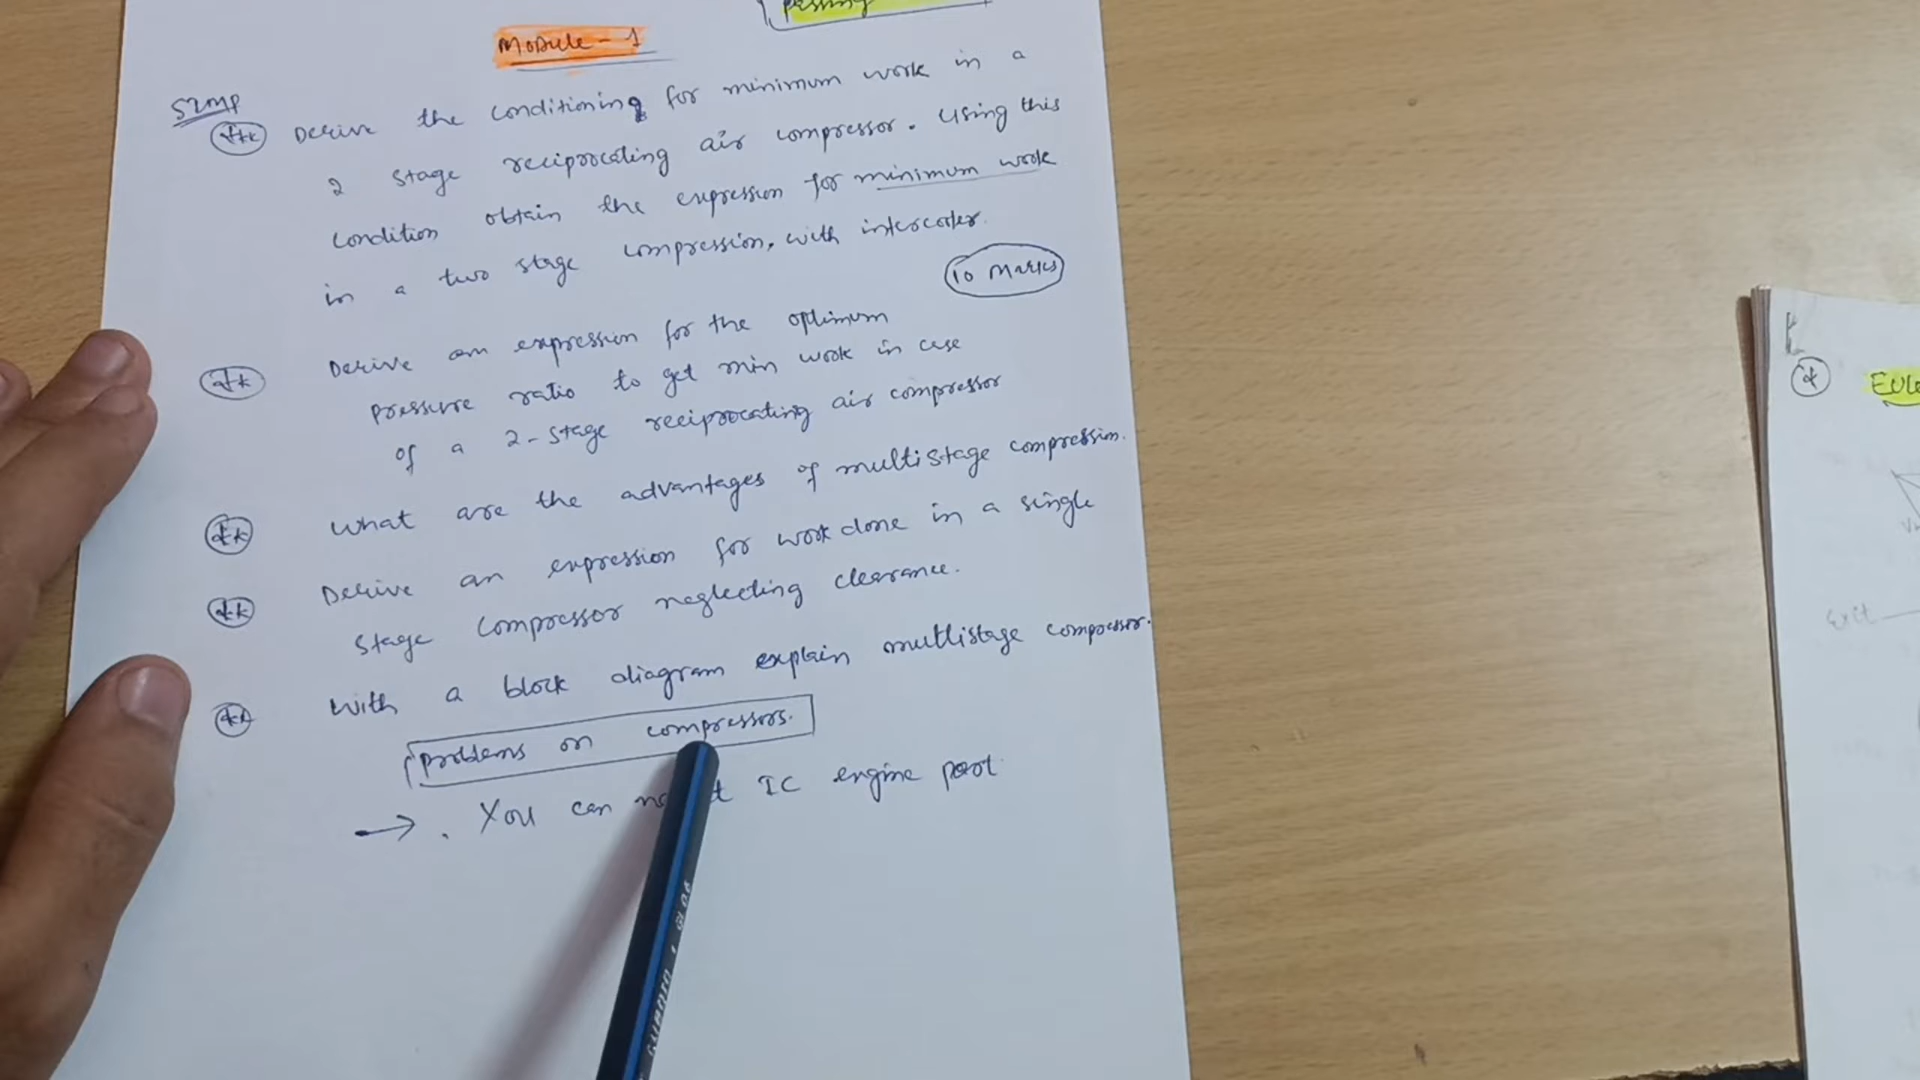 passing
Module - 1
5IMP
Derive the conditioning for minimum work in a
2 stage reciprocating air compressor. Using this
condition obtain the expression for minimum work
in a two stage compression, with intercooler.
10 Marks
Derive an expression for the optimum
pressure ratio to get min work in case
of a 2-stage reciprocating air compressor
What are the advantages of multistage compression.
Derive an expression for work done in a single
stage compressor neglecting clearance.
With a block diagram explain multistage compressor.
problems on compressors.
→ . You can IC engine part
Exit